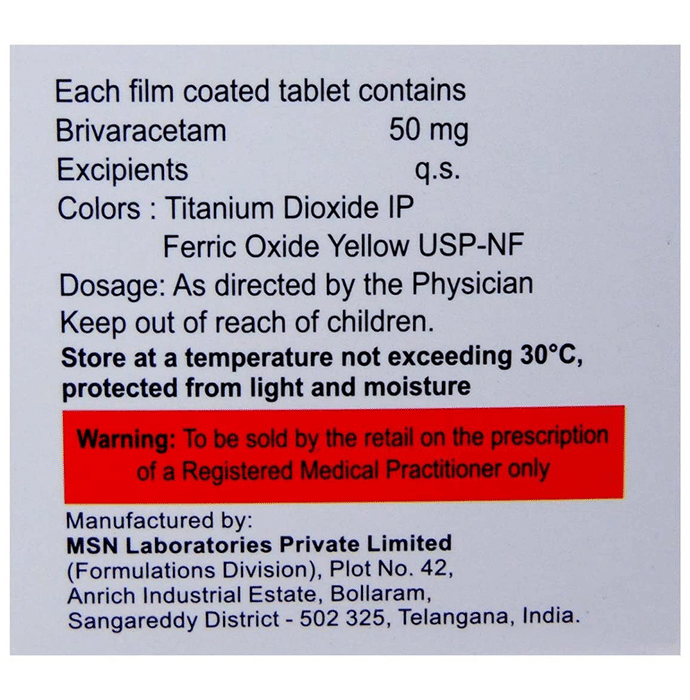 Each film coated tablet contains
Brivaracetam 50 mg
Excipients q.s.
Colors : Titanium Dioxide IP
Ferric Oxide Yellow USP-NF
Dosage: As directed by the Physician
Keep out of reach of children.
Store at a temperature not exceeding 30°C,
protected from light and moisture
Warning: To be sold by the retail on the prescription
of a Registered Medical Practitioner only
Manufactured by:
MSN Laboratories Private Limited
(Formulations Division), Plot No. 42,
Anrich Industrial Estate, Bollaram,
Sangareddy District - 502 325, Telangana, India.